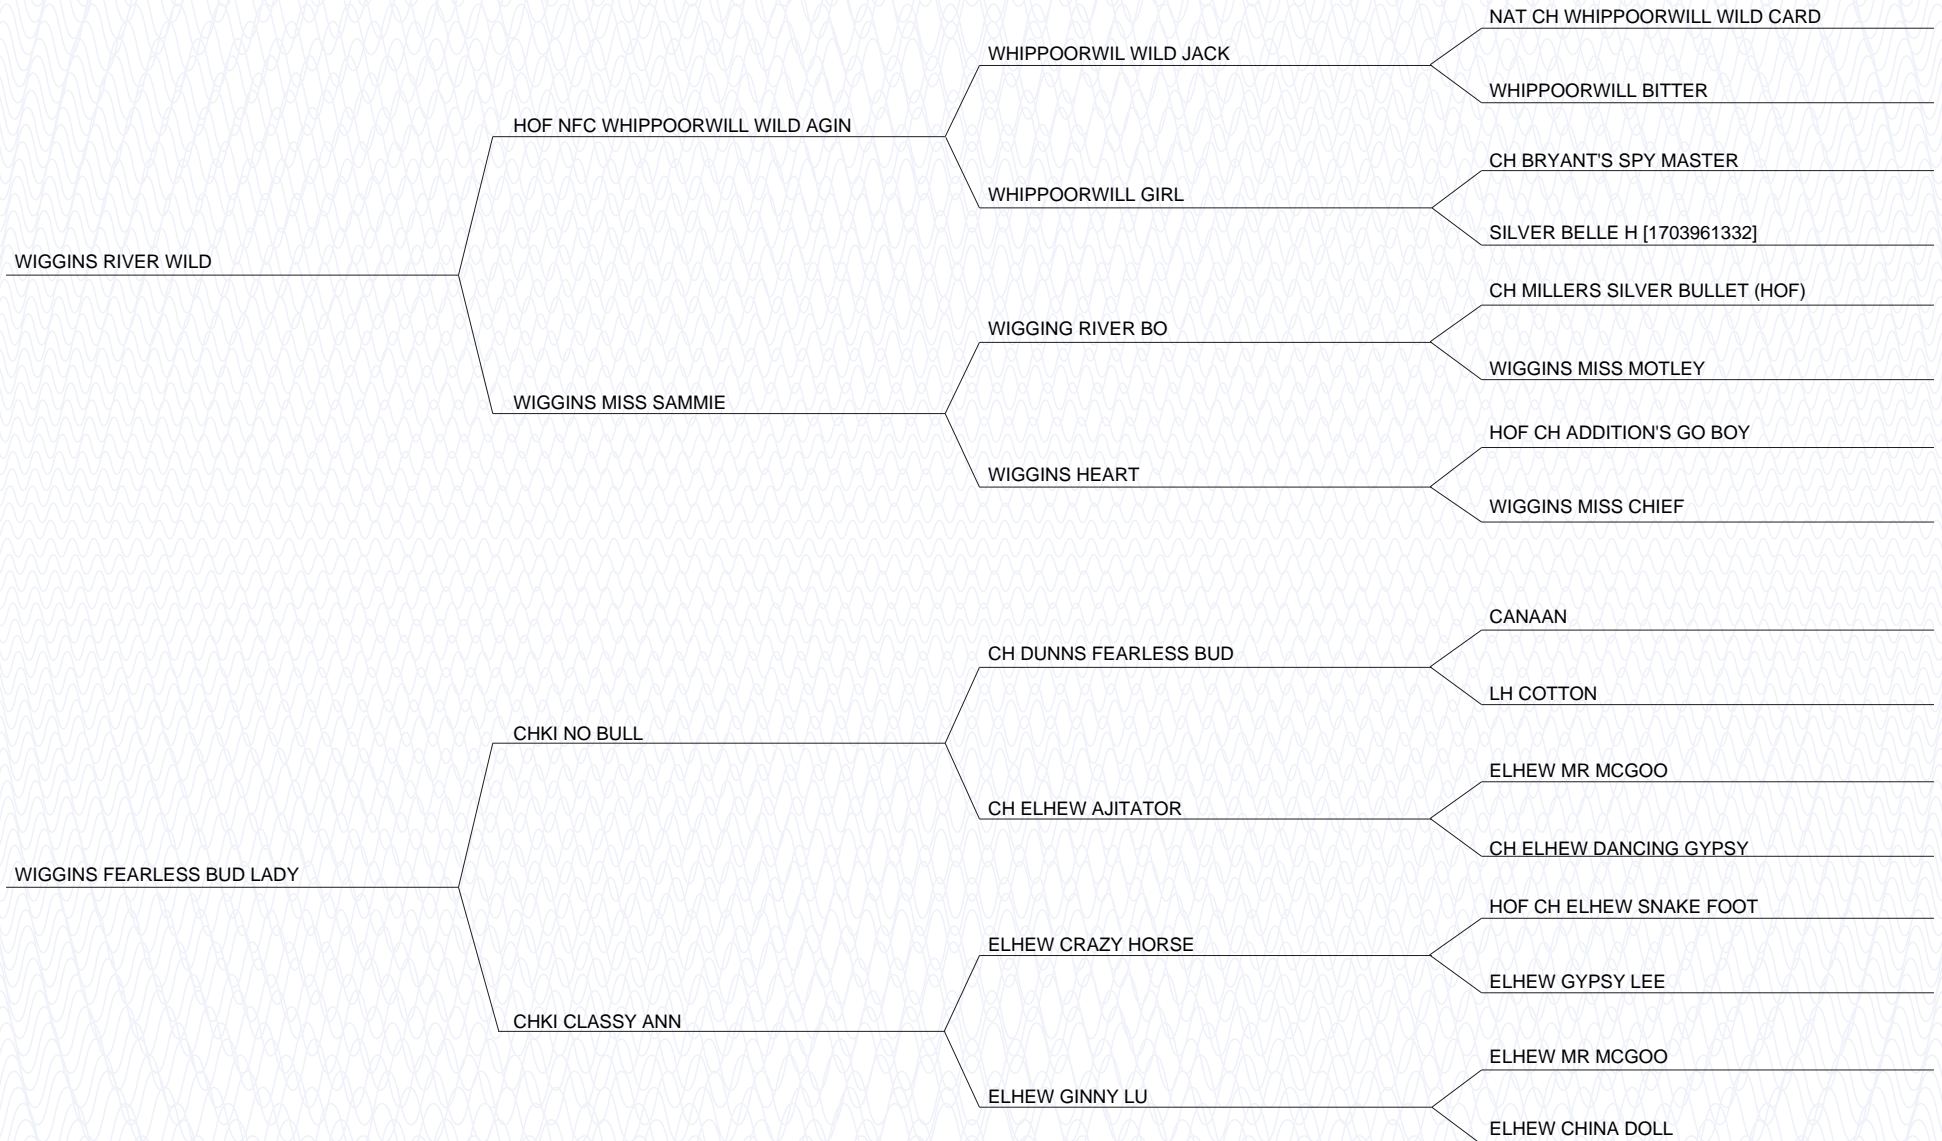 NAT CH WHIPPOORWILL WILD CARD
WHIPPOORWIL WILD JACK
WHIPPOORWILL BITTER
HOF NFC WHIPPOORWILL WILD AGIN
CH BRYANT'S SPY MASTER
WHIPPOORWILL GIRL
SILVER BELLE H [1703961332]
WIGGINS RIVER WILD
CH MILLERS SILVER BULLET (HOF)
WIGGING RIVER BO
WIGGINS MISS MOTLEY
WIGGINS MISS SAMMIE
HOF CH ADDITION'S GO BOY
WIGGINS HEART
WIGGINS MISS CHIEF
CANAAN
CH DUNNS FEARLESS BUD
LH COTTON
CHKI NO BULL
ELHEW MR MCGOO
CH ELHEW AJITATOR
CH ELHEW DANCING GYPSY
WIGGINS FEARLESS BUD LADY
HOF CH ELHEW SNAKE FOOT
ELHEW CRAZY HORSE
ELHEW GYPSY LEE
CHKI CLASSY ANN
ELHEW MR MCGOO
ELHEW GINNY LU
ELHEW CHINA DOLL